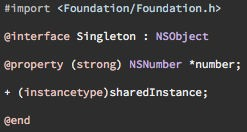 #import <Foundation/Foundation.h>
@interface Singleton : NSObject
@property (strong) NSNumber *number;
+ (instancetype)sharedInstance;
@end